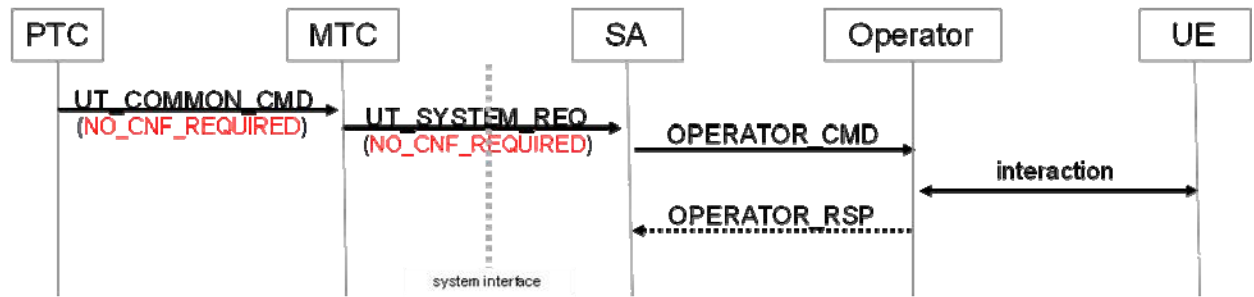 PTC
MTC
SA
Operator
UE
UT_COMMON_CMD
(NO_CNF_REQUIRED)
UT_SYSTEM_REQ
(NO_CNF_REQUIRED)
OPERATOR_CMD
interaction
OPERATOR_RSP
system interface